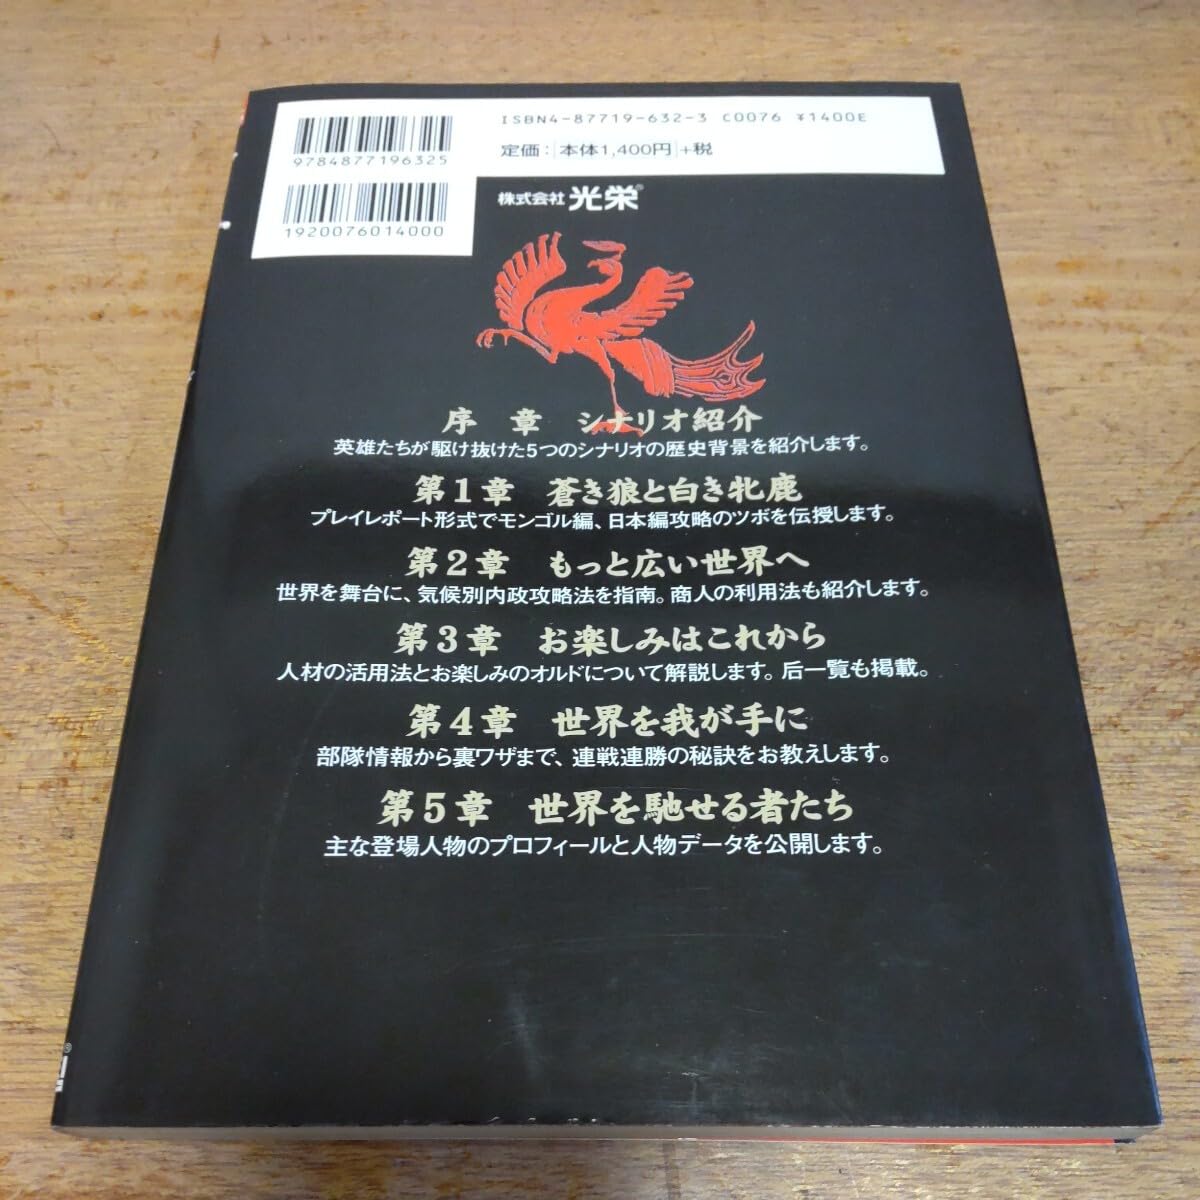 ISBN4-87719-632-3 C0076 ¥1400E
定価：本体1,400円+税
9784877196325
1920076014000
株式会社 光栄®
序 章 シナリオ紹介
英雄たちが駆け抜けた5つのシナリオの歴史背景を紹介します。
第1章 蒼き狼と白き牝鹿
プレイレポート形式でモンゴル編、日本編攻略のツボを伝授します。
第2章 もっと広い世界へ
世界を舞台に、気候別内政攻略法を指南。商人の利用法も紹介します。
第3章 お楽しみはこれから
人材の活用法とお楽しみのオルドについて解説します。后一覧も掲載。
第4章 世界を我が手に
部隊情報から裏ワザまで、連戦連勝の秘訣をお教えします。
第5章 世界を馳せる者たち
主な登場人物のプロフィールと人物データを公開します。